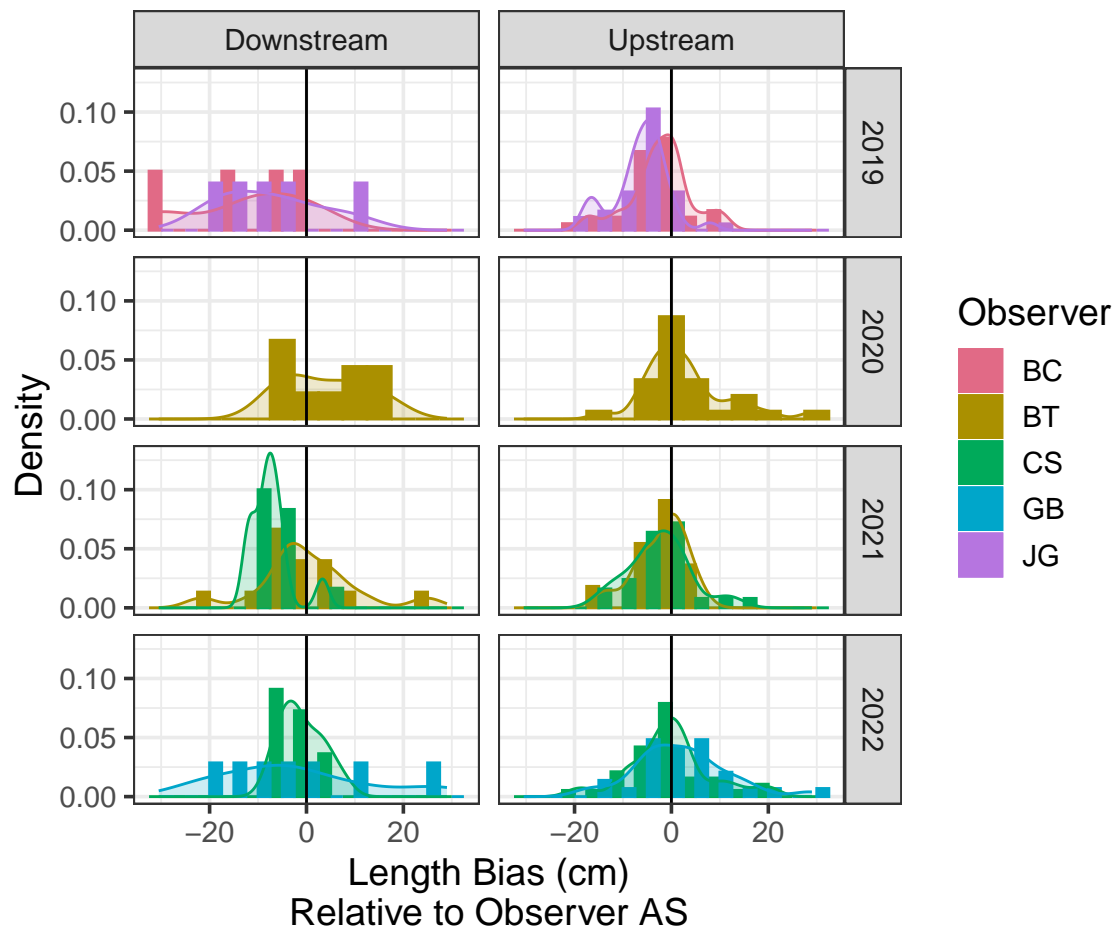 Downstream
Upstream
0.10
0.05
0.00
2019
0.10
0.05
0.00
2020
0.10
0.05
0.00
2021
0.10
0.05
0.00
2022
Density
−20
0
20
−20
0
20
Length Bias (cm)
Relative to Observer AS
Observer
BC
BT
CS
GB
JG